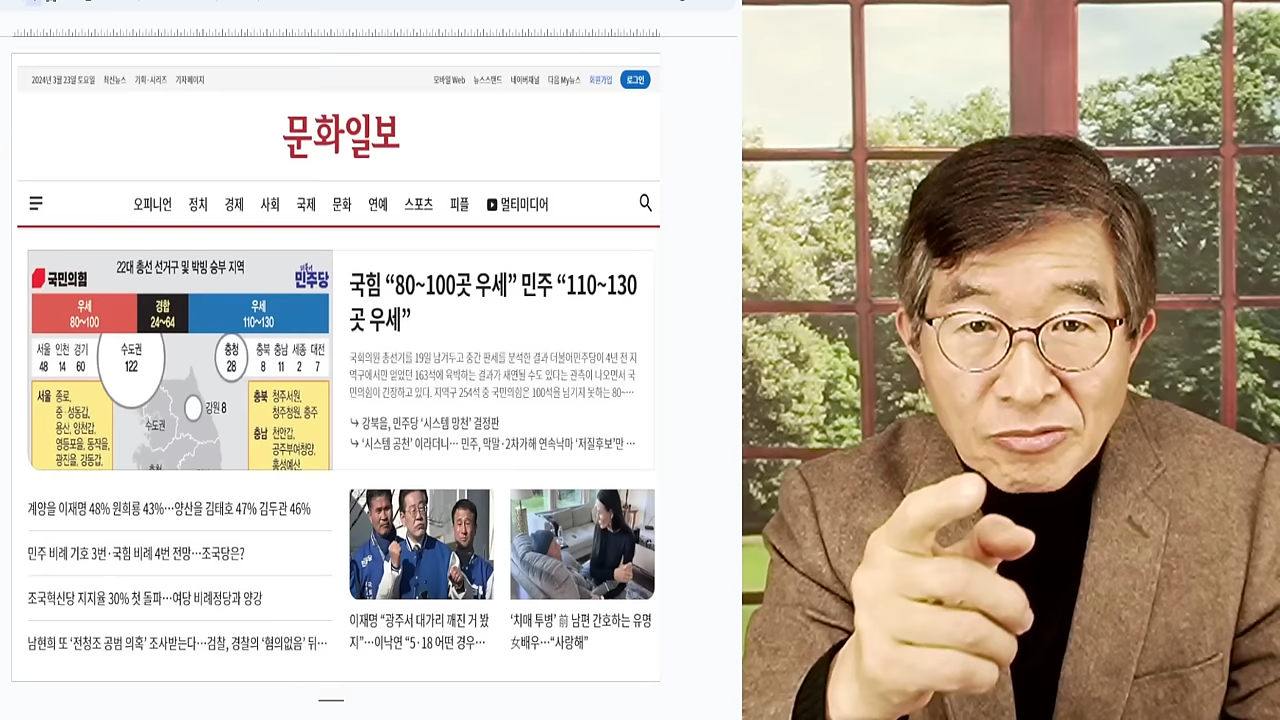 2024년 3월 23일 토요일 최신뉴스 기획·시리즈 기자페이지 모바일 Web 뉴스스탠드 네이버채널 다음 My뉴스 회원가입 로그인
문화일보
오피니언 정치 경제 사회 국제 문화 연예 스포츠 피플 멀티미디어
22대 총선 선거구 및 박빙 승부 지역
국민의힘
더불어
민주당
우세
80~100
경합
24~64
우세
110~130
서울 인천 경기
48 14 60
수도권
122
충청
28
충북 충남 세종 대전
8 11 2 7
서울 종로,
중·성동갑,
용산, 양천갑,
영등포을, 동작을,
광진을, 강동갑,
수도권
강원 8
충북 청주서원,
청주청원, 충주
충남 천안갑,
공주부여청양,
홍성예산,
국힘 “80~100곳 우세” 민주 “110~130
곳 우세”
국회의원 총선거를 19일 남겨두고 중간 판세를 분석한 결과 더불어민주당이 4년 전 지
역구에서만 얻었던 163석에 육박하는 결과가 재연될 수도 있다는 관측이 나오면서 국
민의힘이 긴장하고 있다. 지역구 254석 중 국민의힘은 100석을 넘기지 못하는 80~…
강북을, 민주당 ‘시스템 망천’ 결정판
‘시스템 공천’ 이라더니… 민주, 막말·2차가해 연속낙마 ‘저질후보’만 …
계양을 이재명 48% 원희룡 43%…양산을 김태호 47% 김두관 46%
민주 비례 기호 3번·국힘 비례 4번 전망…조국당은?
조국혁신당 지지율 30% 첫 돌파…여당 비례정당과 양강
남현희 또 ‘전청조 공범 의혹’ 조사받는다…검찰, 경찰의 ‘혐의없음’ 뒤…
이재명 “광주서 대가리 깨진 거 봤
지”…이낙연 “5·18 어떤 경우…
‘치매 투병’ 前 남편 간호하는 유명
女배우…“사랑해”